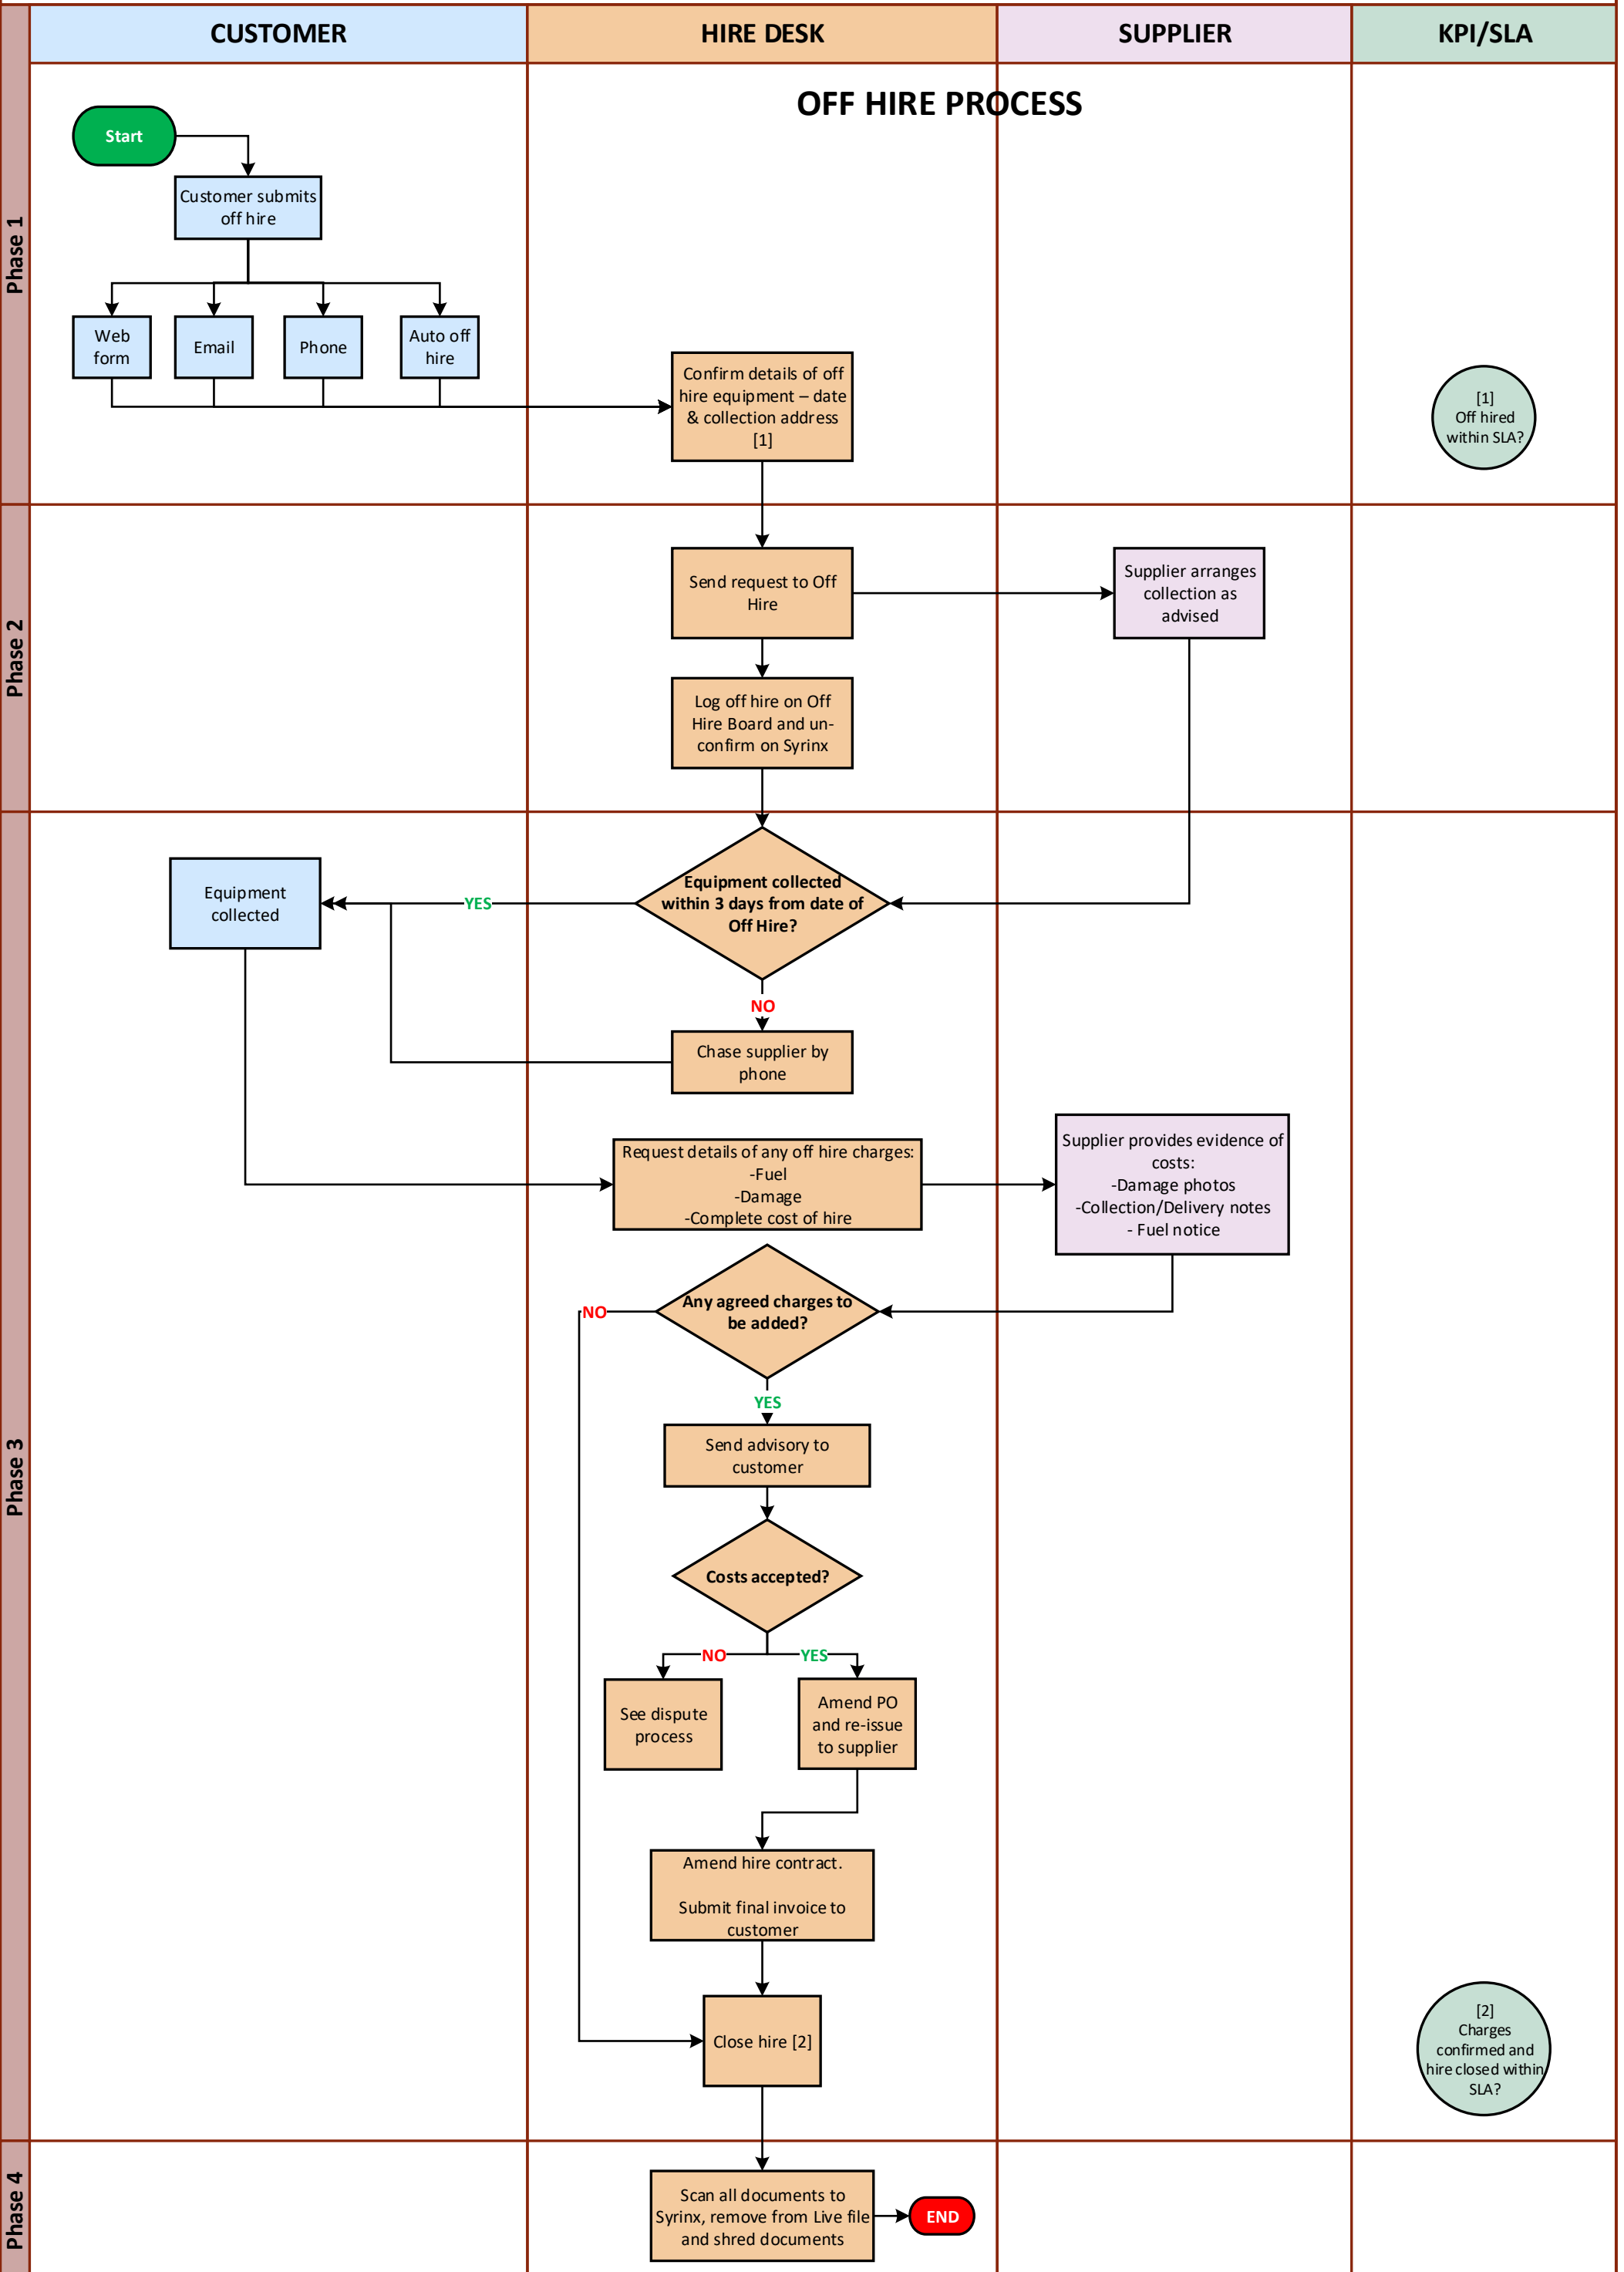 CUSTOMER
HIRE DESK
SUPPLIER
KPI/SLA
OFF HIRE PROCESS
Phase 1
Start
Customer submits
off hire
Web
form
Email
Phone
Auto off
hire
Confirm details of off
hire equipment – date
& collection address
[1]
[1]
Off hired
within SLA?
Phase 2
Send request to Off
Hire
Supplier arranges
collection as
advised
Log off hire on Off
Hire Board and un-
confirm on Syrinx
Phase 3
Equipment collected
within 3 days from date of
Off Hire?
YES
Equipment
collected
NO
Chase supplier by
phone
Request details of any off hire charges:
-Fuel
-Damage
-Complete cost of hire
Supplier provides evidence of
costs:
-Damage photos
-Collection/Delivery notes
- Fuel notice
Any agreed charges to
be added?
NO
YES
Send advisory to
customer
Costs accepted?
NO
YES
See dispute
process
Amend PO
and re-issue
to supplier
Amend hire contract.
Submit final invoice to
customer
Close hire [2]
[2]
Charges
confirmed and
hire closed within
SLA?
Phase 4
Scan all documents to
Syrinx, remove from Live file
and shred documents
END